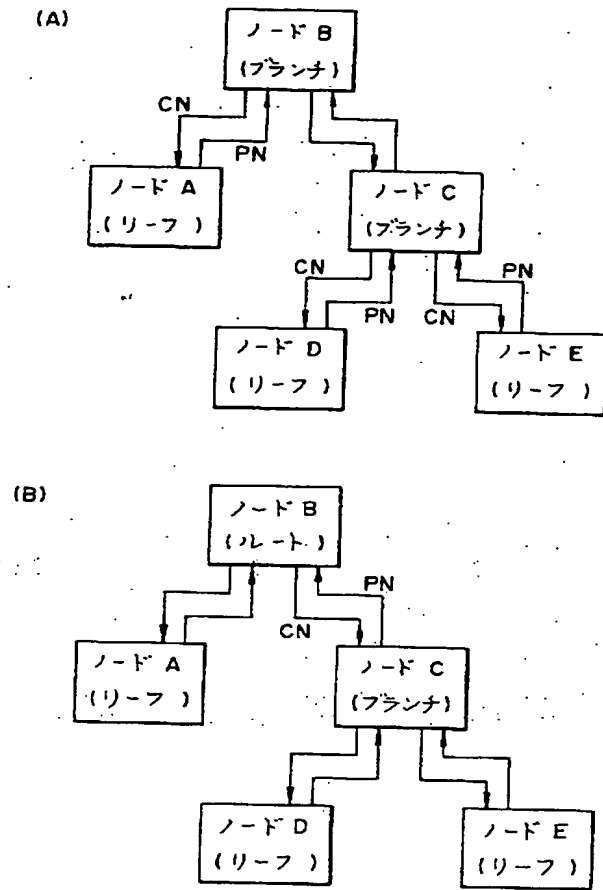 (A)
ノード B
(ブランチ)
CN
PN
ノード A
(リーフ)
ノード C
(ブランチ)
CN
PN
CN
PN
ノード D
(リーフ)
ノード E
(リーフ)
(B)
ノード B
(ルート)
PN
CN
ノード A
(リーフ)
ノード C
(ブランチ)
ノード D
(リーフ)
ノード E
(リーフ)